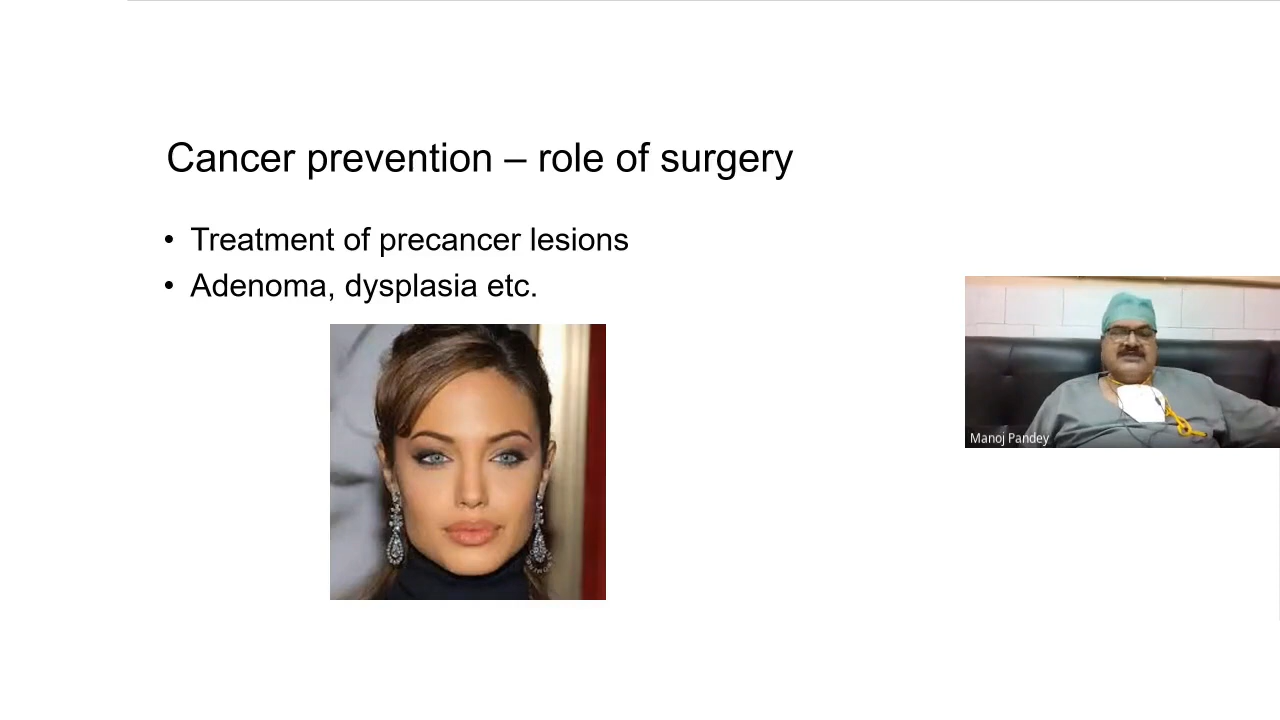 Cancer prevention – role of surgery
• Treatment of precancer lesions
• Adenoma, dysplasia etc.
Manoj Pandey